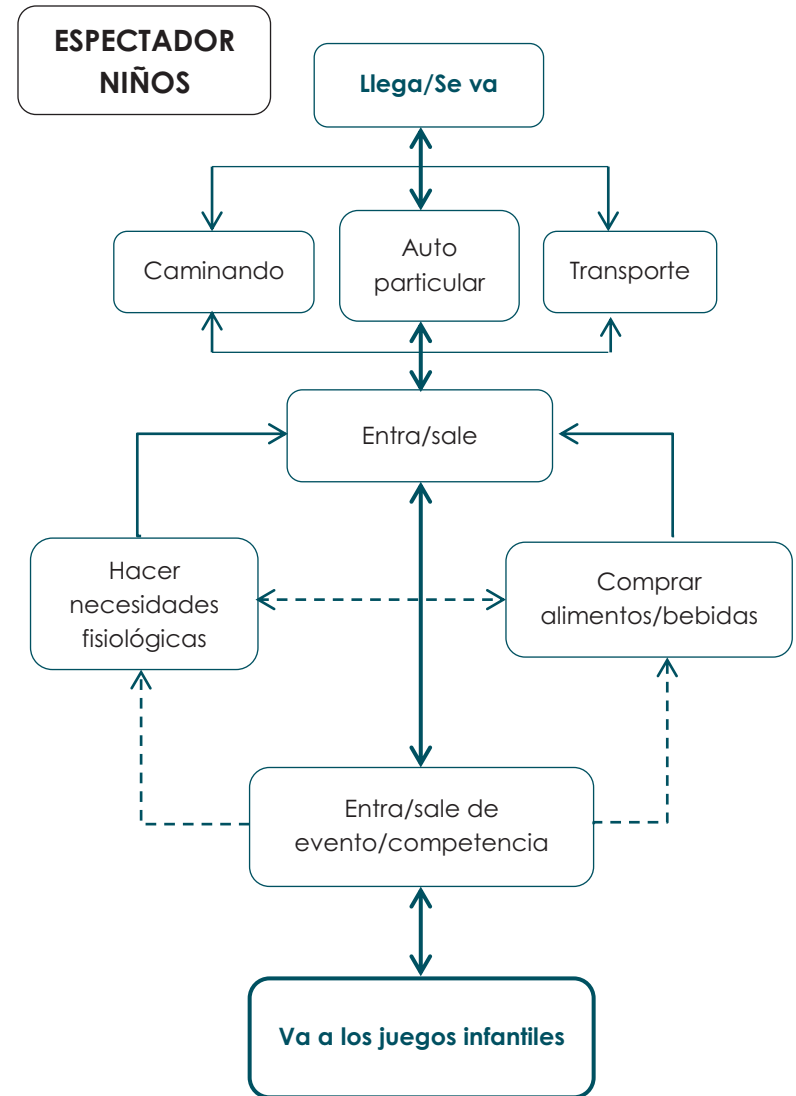 ESPECTADOR
NIÑOS
Llega/Se va
Caminando
Auto
particular
Transporte
Entra/sale
Hacer
necesidades
fisiológicas
Comprar
alimentos/bebidas
Entra/sale de
evento/competencia
Va a los juegos infantiles